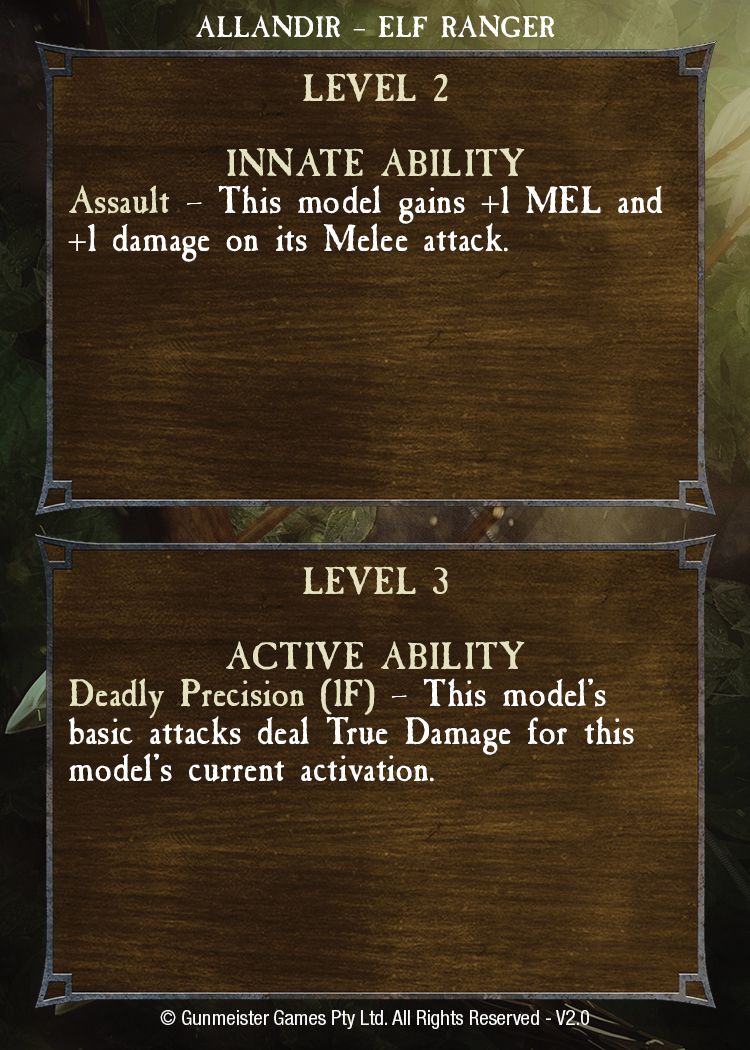 ALLANDIR – ELF RANGER
LEVEL 2
INNATE ABILITY
Assault – This model gains +1 MEL and
+1 damage on its Melee attack.
LEVEL 3
ACTIVE ABILITY
Deadly Precision (1F) – This model's
basic attacks deal True Damage for this
model's current activation.
© Gunmeister Games Pty Ltd. All Rights Reserved - V2.0